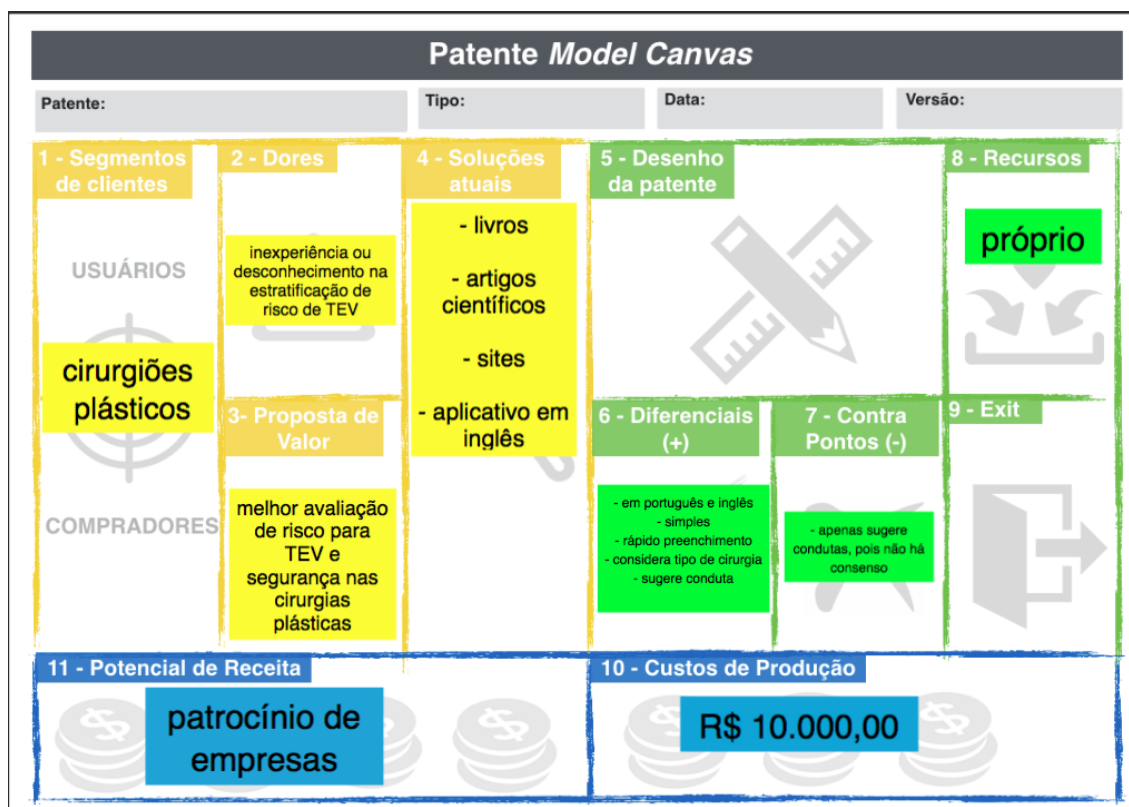 Patente Model Canvas
Patente:
Tipo:
Data:
Versão:
1 - Segmentos
de clientes
USUÁRIOS
cirurgiões
plásticos
COMPRADORES
2 - Dores
inexperiência ou
desconhecimento na
estratificação de
risco de TEV
3- Proposta de
Valor
melhor avaliação
de risco para
TEV e
segurança nas
cirurgias
plásticas
4 - Soluções
atuais
- livros
- artigos
científicos
- sites
- aplicativo em
inglês
5 - Desenho
da patente
6 - Diferenciais
(+)
- em português e inglês
- simples
- rápido preenchimento
- considera tipo de cirurgia
- sugere conduta
7 - Contra
Pontos (-)
- apenas sugere
condutas, pois não há
consenso
8 - Recursos
próprio
9 - Exit
11 - Potencial de Receita
patrocínio de
empresas
10 - Custos de Produção
R$ 10.000,00